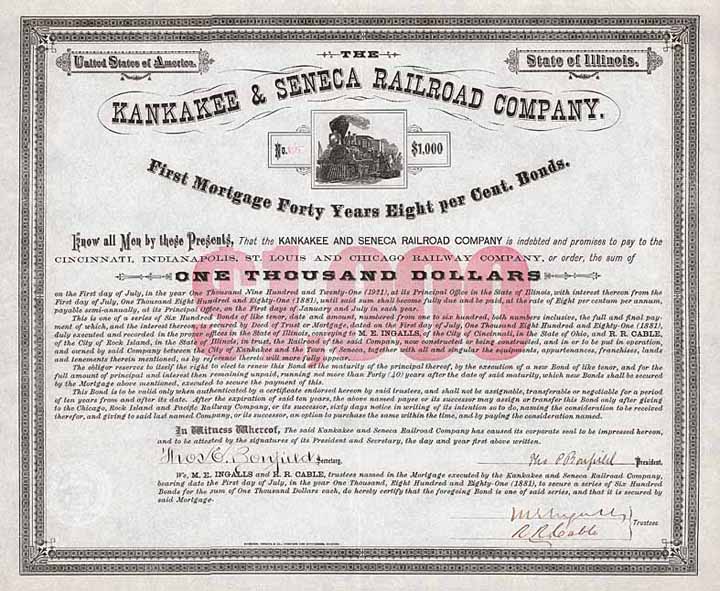 THE
United States of America.
State of Illinois.
KANKAKEE & SENECA RAILROAD COMPANY.
No.
$1,000
First Mortgage Forty Years Eight per Cent. Bonds.
$1000
Know all Men by these Presents, That the KANKAKEE AND SENECA RAILROAD COMPANY is indebted and promises to pay to the
CINCINNATI, INDIANAPOLIS, ST. LOUIS AND CHICAGO RAILWAY COMPANY, or order, the sum of
ONE THOUSAND DOLLARS
on the First day of July, in the year One Thousand Nine Hundred and Twenty-One (1921), at its Principal Office in the State of Illinois, with interest thereon from the
First day of July, One Thousand Eight Hundred and Eighty-One (1881), until said sum shall become fully due and be paid, at the rate of Eight per centum per annum,
payable semi-annually, at its Principal Office, on the First days of January and July in each year.
This is one of a series of Six Hundred Bonds of like tenor, date and amount, numbered from one to six hundred, both numbers inclusive, the full and final pay-
ment of which, and the interest thereon, is secured by Deed of Trust or Mortgage, dated on the First day of July, One Thousand Eight Hundred and Eighty-One (1881),
duly executed and recorded in the proper offices in the State of Illinois, conveying to M. E. INGALLS, of the City of Cincinnati, in the State of Ohio, and R. R. CABLE,
of the City of Rock Island, in the State of Illinois, in trust, the Railroad of the said Company now constructed or being constructed, and in or to be put in operation,
and owned by said Company between the City of Kankakee and the Town of Seneca, together with all and singular the equipments, appurtenances, franchises, lands
and tenements therein mentioned, as by reference thereto will more fully appear.
The obligor reserves to itself the right to elect to renew this Bond at the maturity of the principal thereof, by the execution of a new Bond of like tenor, and for the
full amount of principal and interest then remaining unpaid, running not more than Forty (40) years after the date of said maturity, which new Bonds shall be secured
by the Mortgage above mentioned, executed to secure the payment of this.
This Bond is to be valid only when authenticated by a certificate endorsed hereon by said trustees, and shall not be assignable, transferable or negotiable for a period
of ten years from and after its date. After the expiration of said ten years, the above named payee or its successor may assign or transfer this Bond only after giving
to the Chicago, Rock Island and Pacific Railway Company, or its successor, sixty days notice in writing of its intention so to do, naming the consideration to be received
therefor, and giving to said last named Company, or its successor, an option to purchase the same within the time, and by paying the consideration named.
In Witness Whereof, The said Kankakee and Seneca Railroad Company has caused its corporate seal to be impressed hereon,
and to be attested by the signatures of its President and Secretary, the day and year first above written.
Thos C. Bonfield Secretary.
Tho P Bonfield President.
We, M. E. INGALLS and R. R. CABLE, trustees named in the Mortgage executed by the Kankakee and Seneca Railroad Company,
bearing date the First day of July, in the year One Thousand, Eight Hundred and Eighty-One (1881), to secure a series of Six Hundred
Bonds for the sum of One Thousand Dollars each, do hereby certify that the foregoing Bond is one of said series, and that it is secured by
said Mortgage.
M E Ingalls
R R Cable
Trustees